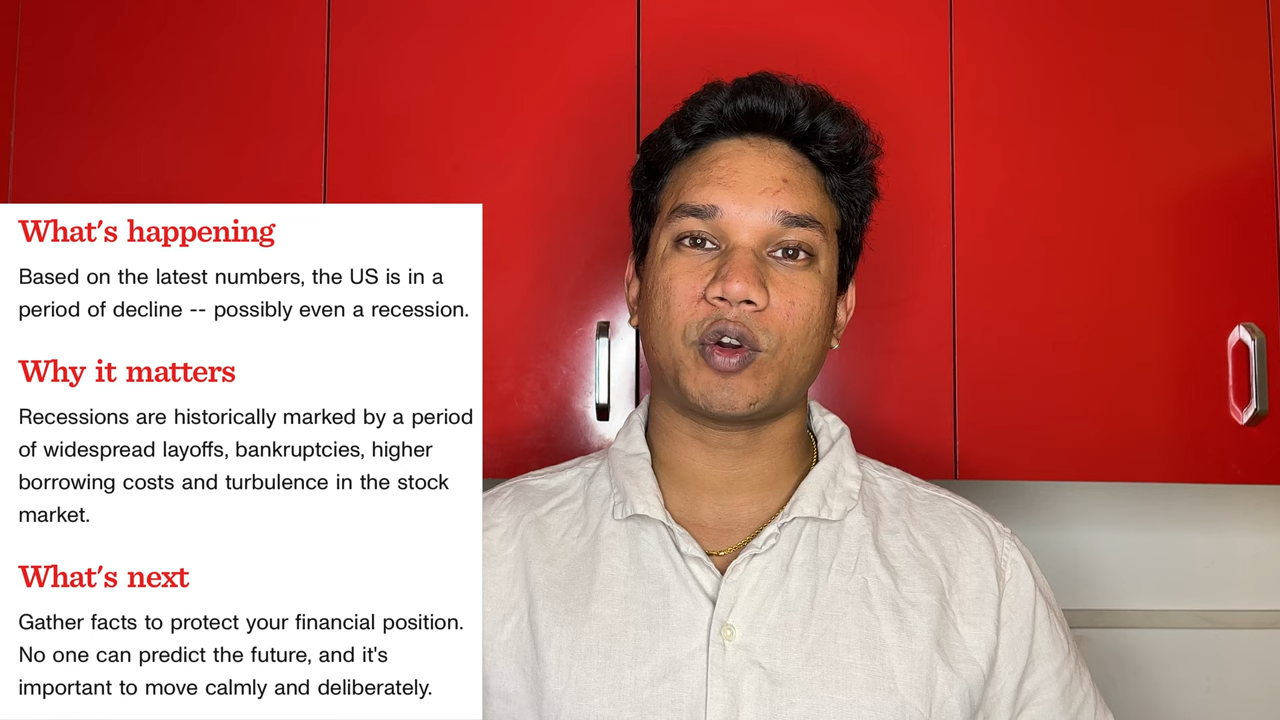 What's happening
Based on the latest numbers, the US is in a
period of decline -- possibly even a recession.
Why it matters
Recessions are historically marked by a period
of widespread layoffs, bankruptcies, higher
borrowing costs and turbulence in the stock
market.
What's next
Gather facts to protect your financial position.
No one can predict the future, and it's
important to move calmly and deliberately.